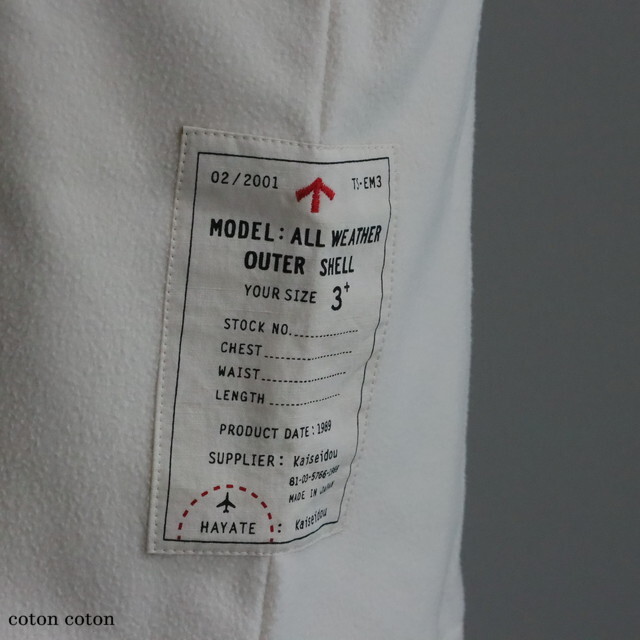 02/2001 TS-EM3
MODEL: ALL WEATHER
OUTER SHELL
YOUR SIZE 3+
STOCK NO.
CHEST
WAIST
LENGTH
PRODUCT DATE: 1989
SUPPLIER: Kaiseidou
MADE IN JAPAN
HAYATE : Kaiseidou
coton coton